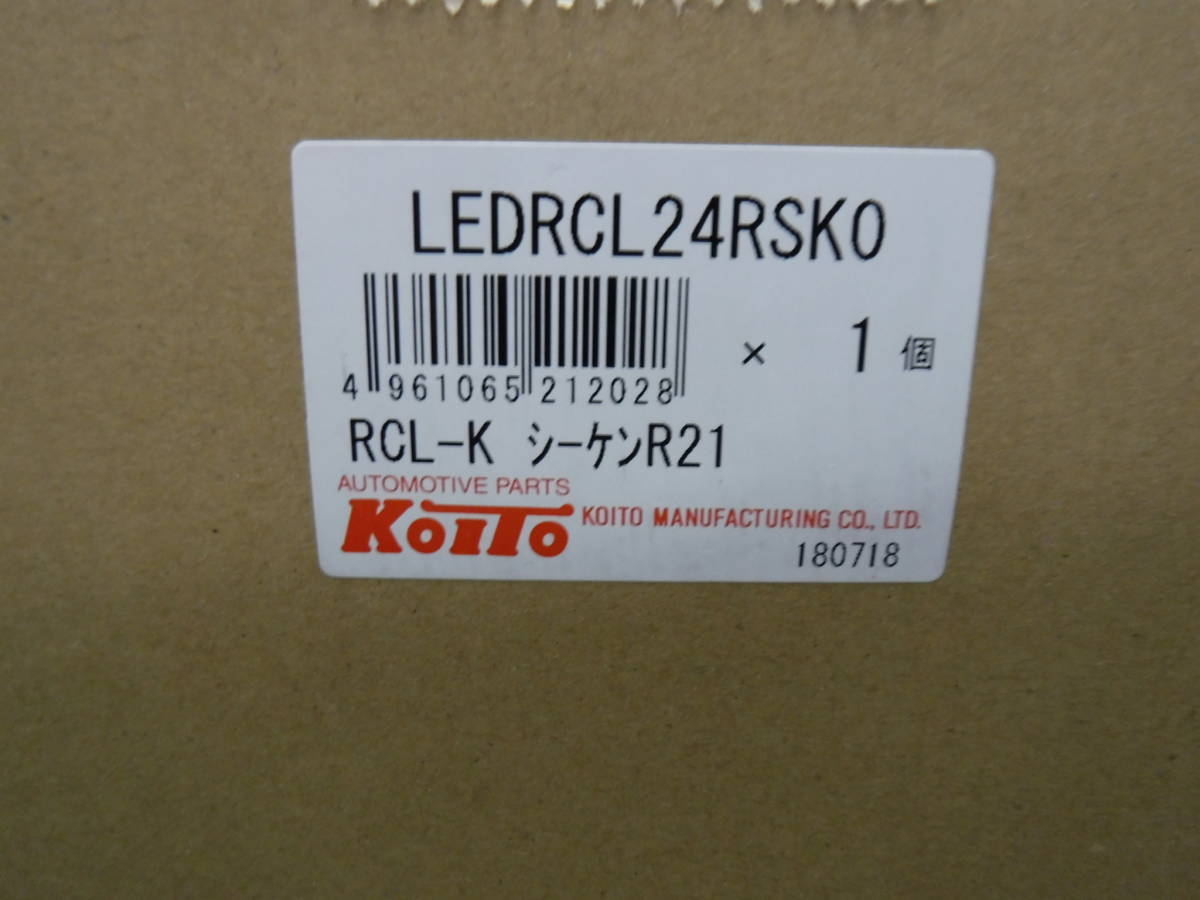 LEDRCL24RSK0
4 961065 212028
× 1 個
RCL-K シーケンR21
AUTOMOTIVE PARTS
KOITO KOITO MANUFACTURING CO., LTD.
180718